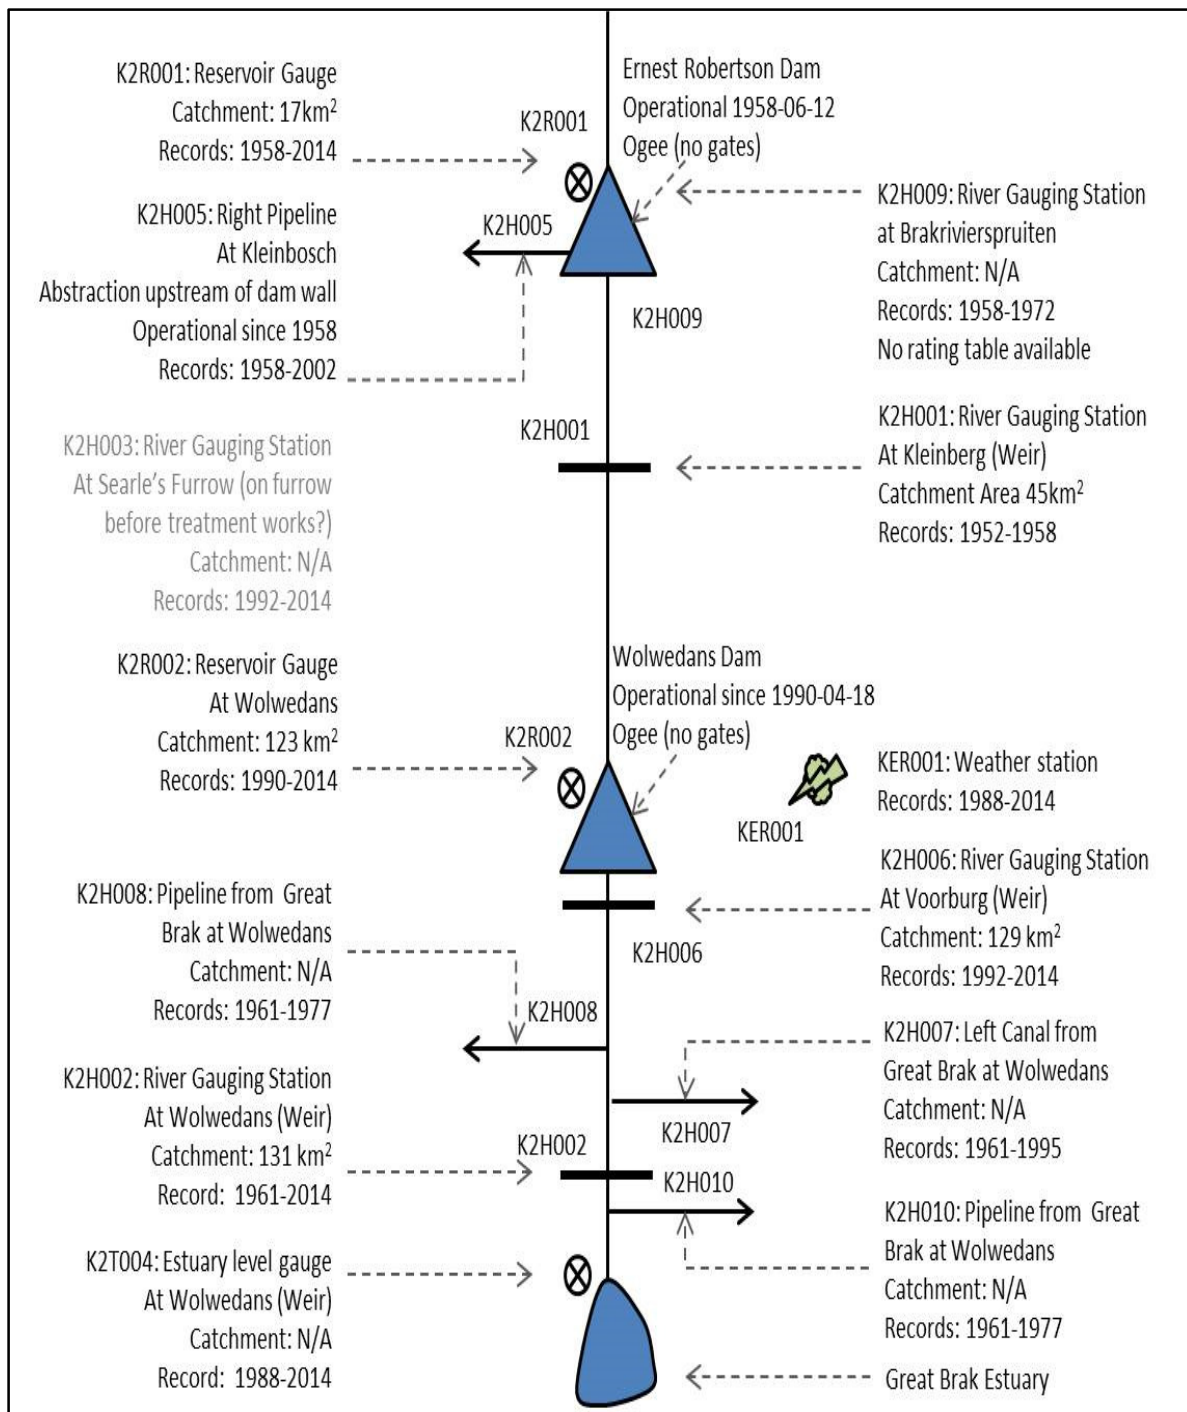 K2R001: Reservoir Gauge
Catchment: 17km²
Records: 1958-2014
K2R001
Ernest Robertson Dam
Operational 1958-06-12
Ogee (no gates)
K2H009: River Gauging Station
at Brakrivierspruiten
Catchment: N/A
Records: 1958-1972
No rating table available
K2H005: Right Pipeline
At Kleinbosch
Abstraction upstream of dam wall
Operational since 1958
Records: 1958-2002
K2H005
K2H009
K2H003: River Gauging Station
At Searle's Furrow (on furrow
before treatment works?)
Catchment: N/A
Records: 1992-2014
K2H001
K2H001: River Gauging Station
At Kleinberg (Weir)
Catchment Area 45km²
Records: 1952-1958
K2R002: Reservoir Gauge
At Wolwedans
Catchment: 123 km²
Records: 1990-2014
K2R002
Wolwedans Dam
Operational since 1990-04-18
Ogee (no gates)
KER001
KER001: Weather station
Records: 1988-2014
K2H006: River Gauging Station
At Voorburg (Weir)
Catchment: 129 km²
Records: 1992-2014
K2H006
K2H008: Pipeline from Great
Brak at Wolwedans
Catchment: N/A
Records: 1961-1977
K2H008
K2H007: Left Canal from
Great Brak at Wolwedans
Catchment: N/A
Records: 1961-1995
K2H007
K2H002: River Gauging Station
At Wolwedans (Weir)
Catchment: 131 km²
Record: 1961-2014
K2H002
K2H010
K2H010: Pipeline from Great
Brak at Wolwedans
Catchment: N/A
Records: 1961-1977
K2T004: Estuary level gauge
At Wolwedans (Weir)
Catchment: N/A
Record: 1988-2014
Great Brak Estuary